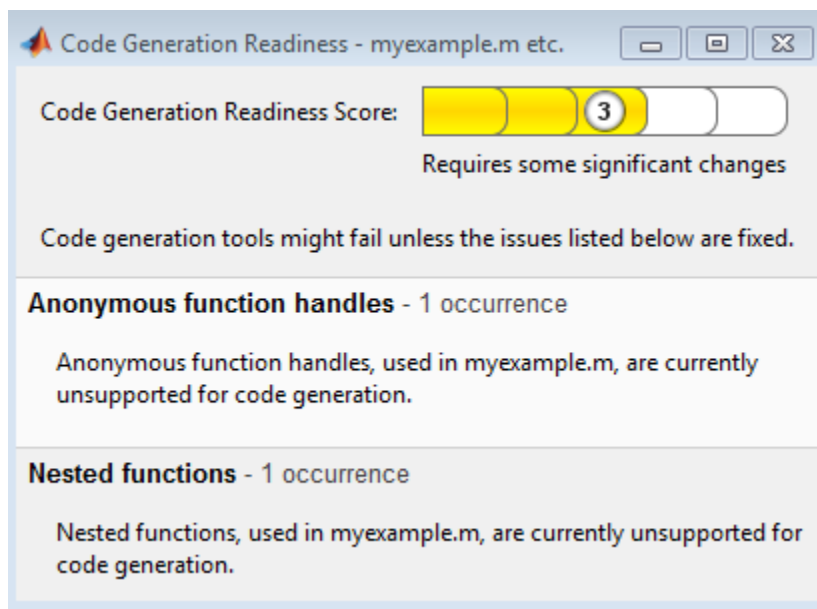 Code Generation Readiness - myexample.m etc.
Code Generation Readiness Score:
3
Requires some significant changes
Code generation tools might fail unless the issues listed below are fixed.
Anonymous function handles - 1 occurrence
Anonymous function handles, used in myexample.m, are currently
unsupported for code generation.
Nested functions - 1 occurrence
Nested functions, used in myexample.m, are currently unsupported for
code generation.